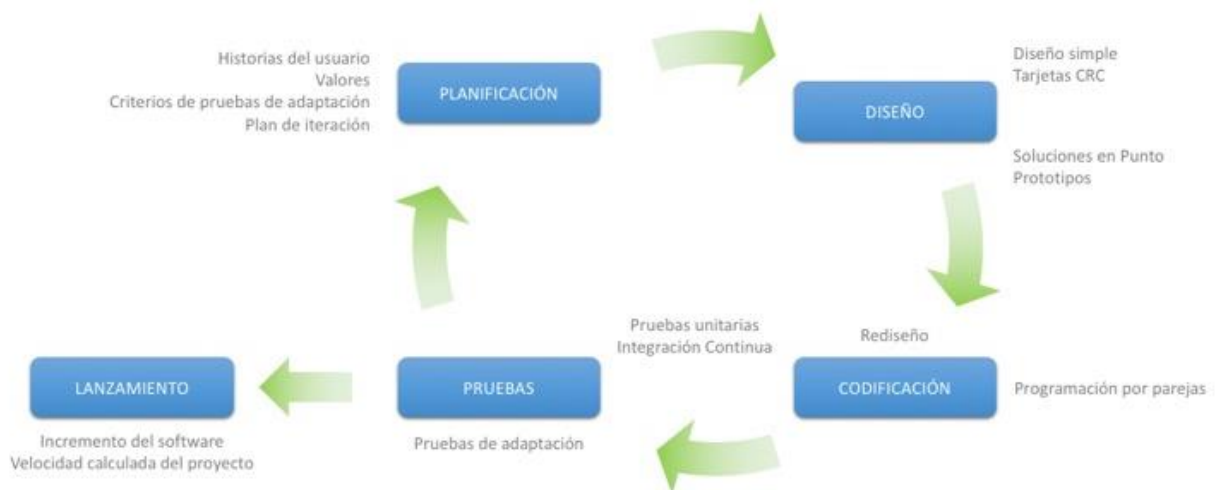 Historias del usuario
Valores
Criterios de pruebas de adaptación
Plan de iteración
PLANIFICACIÓN
Diseño simple
Tarjetas CRC
DISEÑO
Soluciones en Punto
Prototipos
Rediseño
CODIFICACIÓN
Programación por parejas
Pruebas unitarias
Integración Continua
PRUEBAS
Pruebas de adaptación
LANZAMIENTO
Incremento del software
Velocidad calculada del proyecto